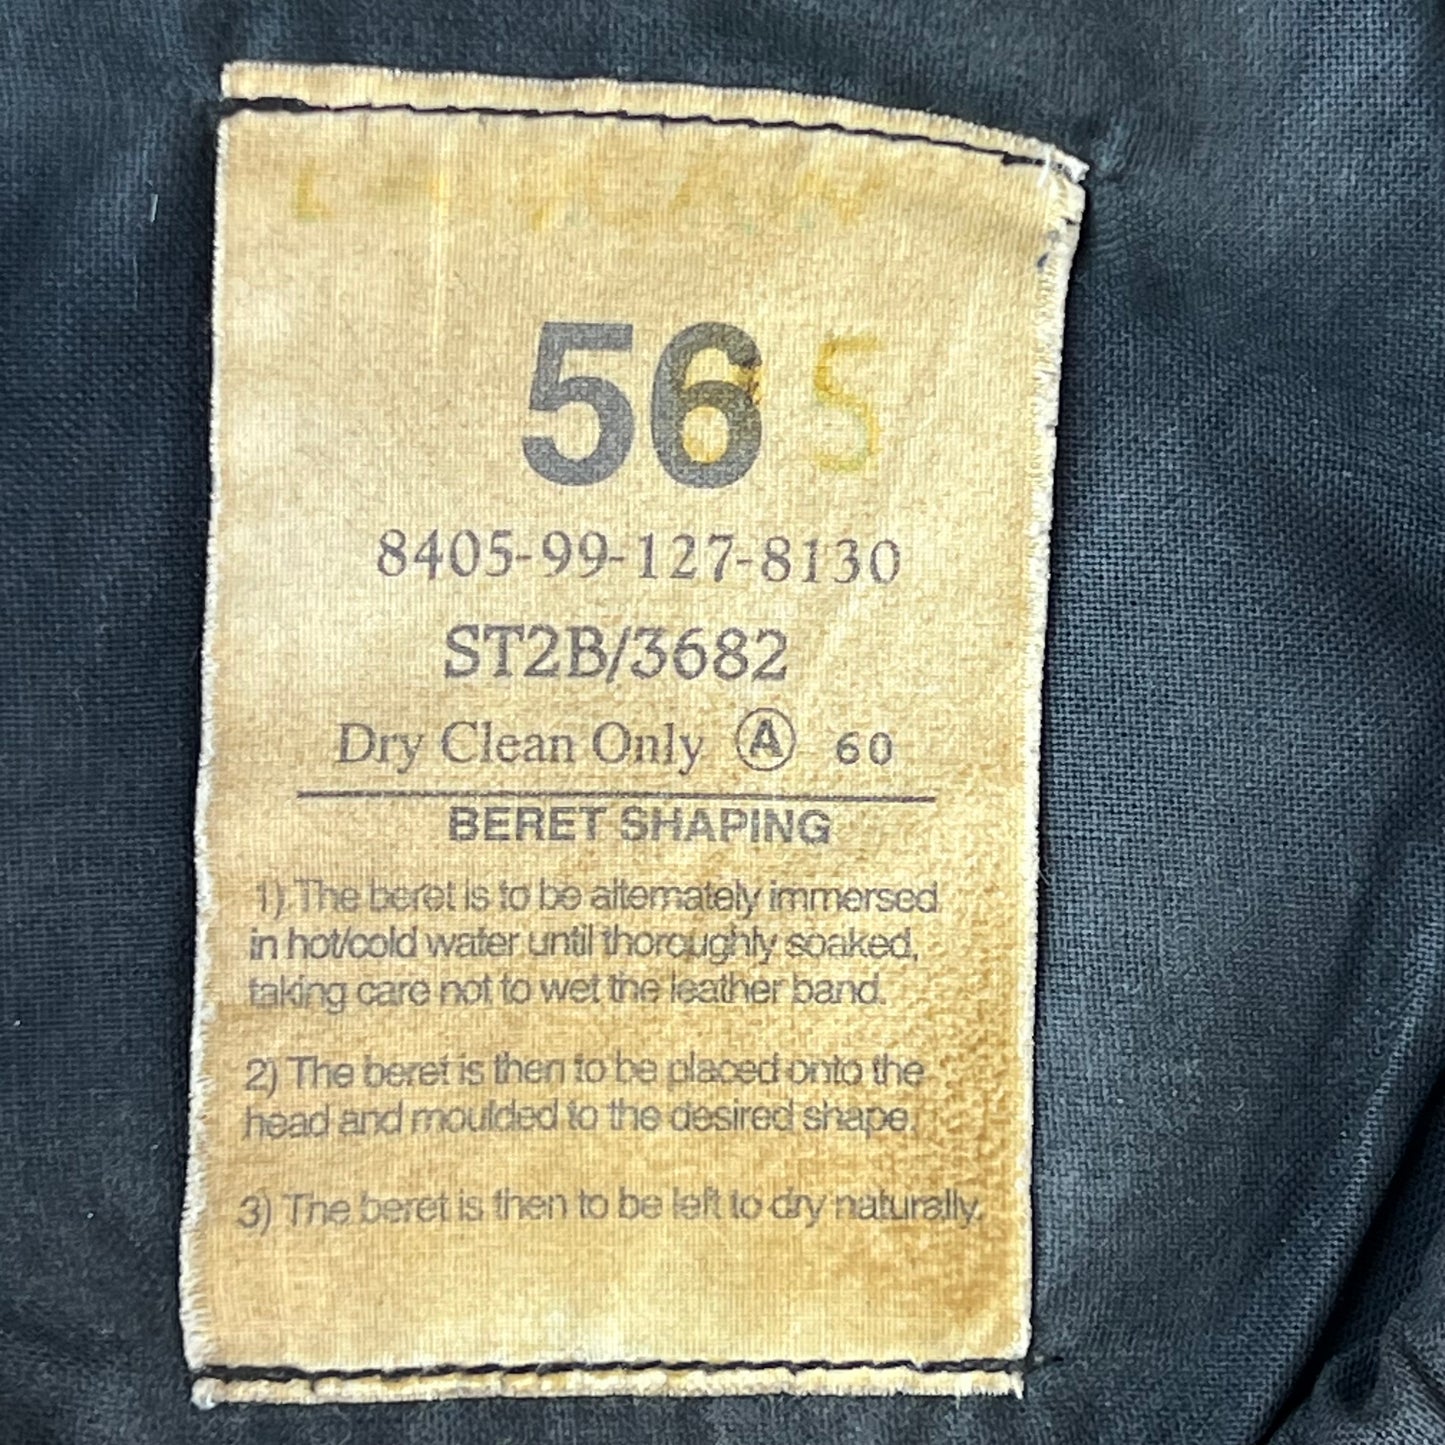 56 5
8405-99-127-8130
ST2B/3682
Dry Clean Only Ⓐ 60
BERET SHAPING
1) The beret is to be alternately immersed
in hot/cold water until thoroughly soaked,
taking care not to wet the leather band.
2) The beret is then to be placed onto the
head and moulded to the desired shape.
3) The beret is then to be left to dry naturally.